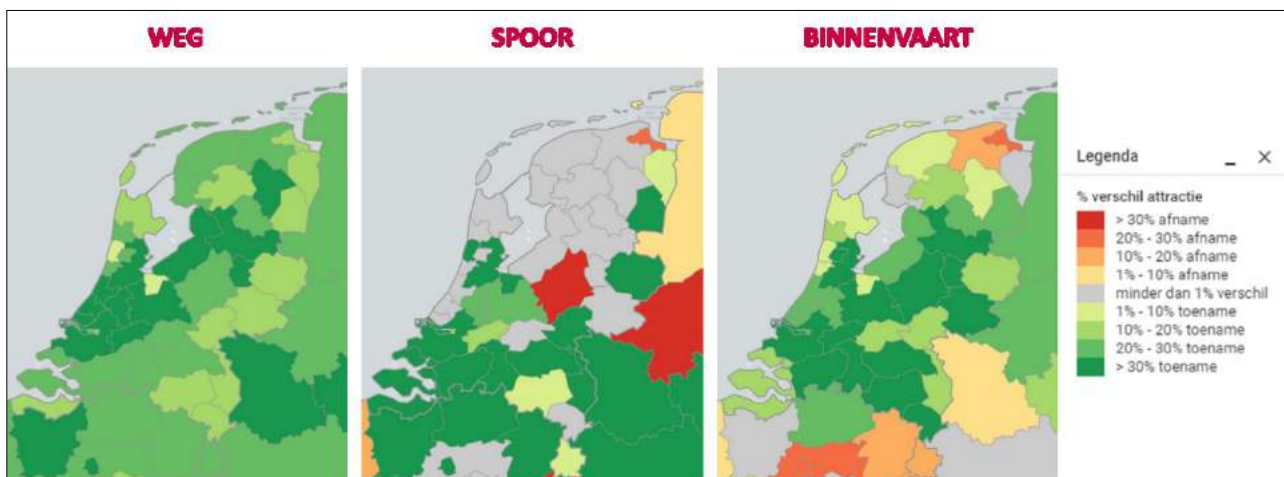 WEG
SPOOR
BINNENVAART
Legenda
% verschil attractie
> 30% afname
20% - 30% afname
10% - 20% afname
1% - 10% afname
minder dan 1% verschil
1% - 10% toename
10% - 20% toename
20% - 30% toename
> 30% toename